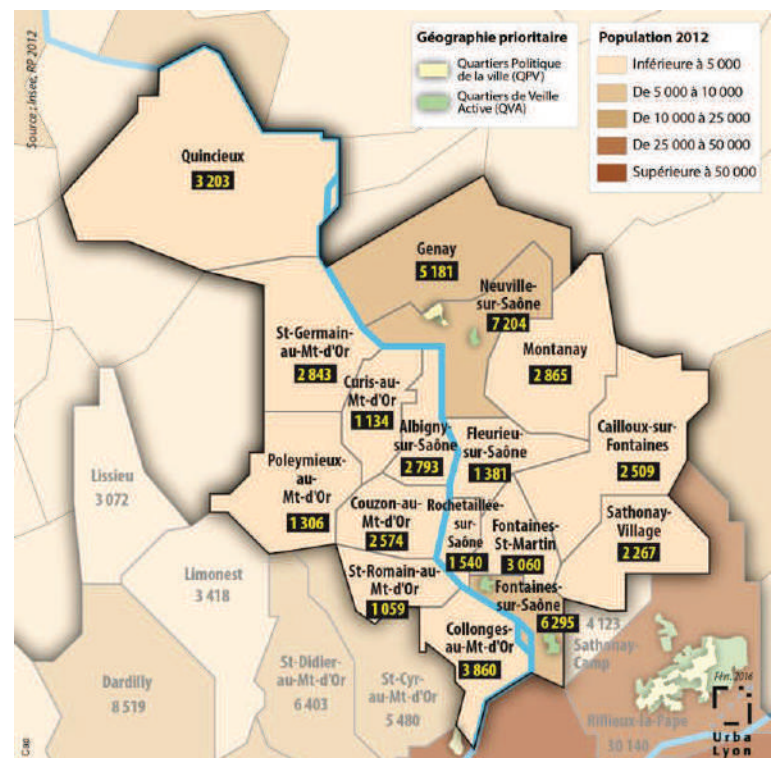 Source : Insee, RP 2012
Géographie prioritaire
Quartiers Politique
de la ville (QPV)
Quartiers de Veille
Active (QVA)
Population 2012
Inférieure à 5 000
De 5 000 à 10 000
De 10 000 à 25 000
De 25 000 à 50 000
Supérieure à 50 000
Quincieux
3 203
Genay
5 181
Neuville-
sur-Saône
7 204
St-Germain-
au-Mt-d'Or
2 843
Montanay
2 865
Curis-au-
Mt-d'Or
1 134
Albigny-
sur-Saône
2 793
Fleurieu-
sur-Saône
1 381
Cailloux-sur-
Fontaines
2 509
Lissieu
3 072
Poleymieux-
au-
Mt-d'Or
1 306
Couzon-au-
Mt-d'Or
2 574
Rochetaillée-
sur-
Saône
1 540
Fontaines-
St-Martin
3 060
Sathonay-
Village
2 267
Limonest
3 418
St-Romain-au-
Mt-d'Or
1 059
Fontaines-
sur-Saône
6 295
4 123
Sathonay-
Camp
Collonges-
au-Mt-d'Or
3 860
Dardilly
8 519
St-Didier-
au-Mt-d'Or
6 403
St-Cyr-
au-Mt-d'Or
5 480
Rillieux-la-Pape
30 140
Fév. 2016
Urba
Lyon